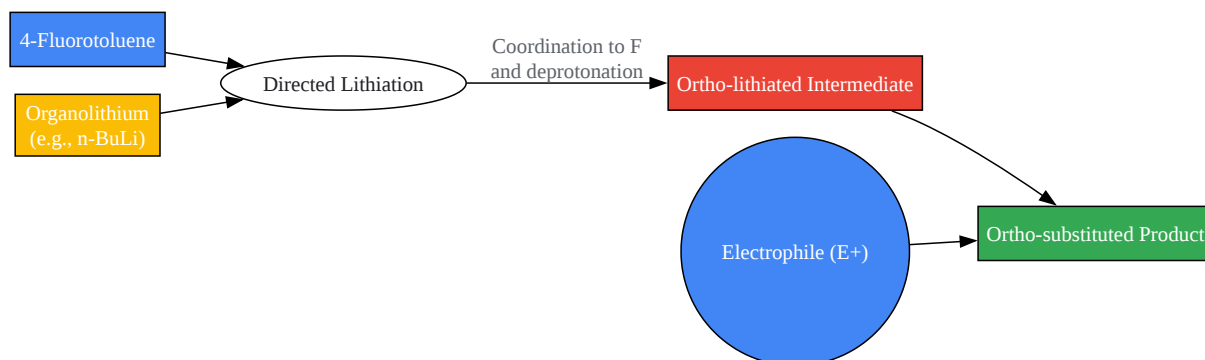 4-Fluorotoluene
Organolithium
(e.g., n-BuLi)
Directed Lithiation
Coordination to F
and deprotonation
Ortho-lithiated Intermediate
Electrophile (E+)
Ortho-substituted Product